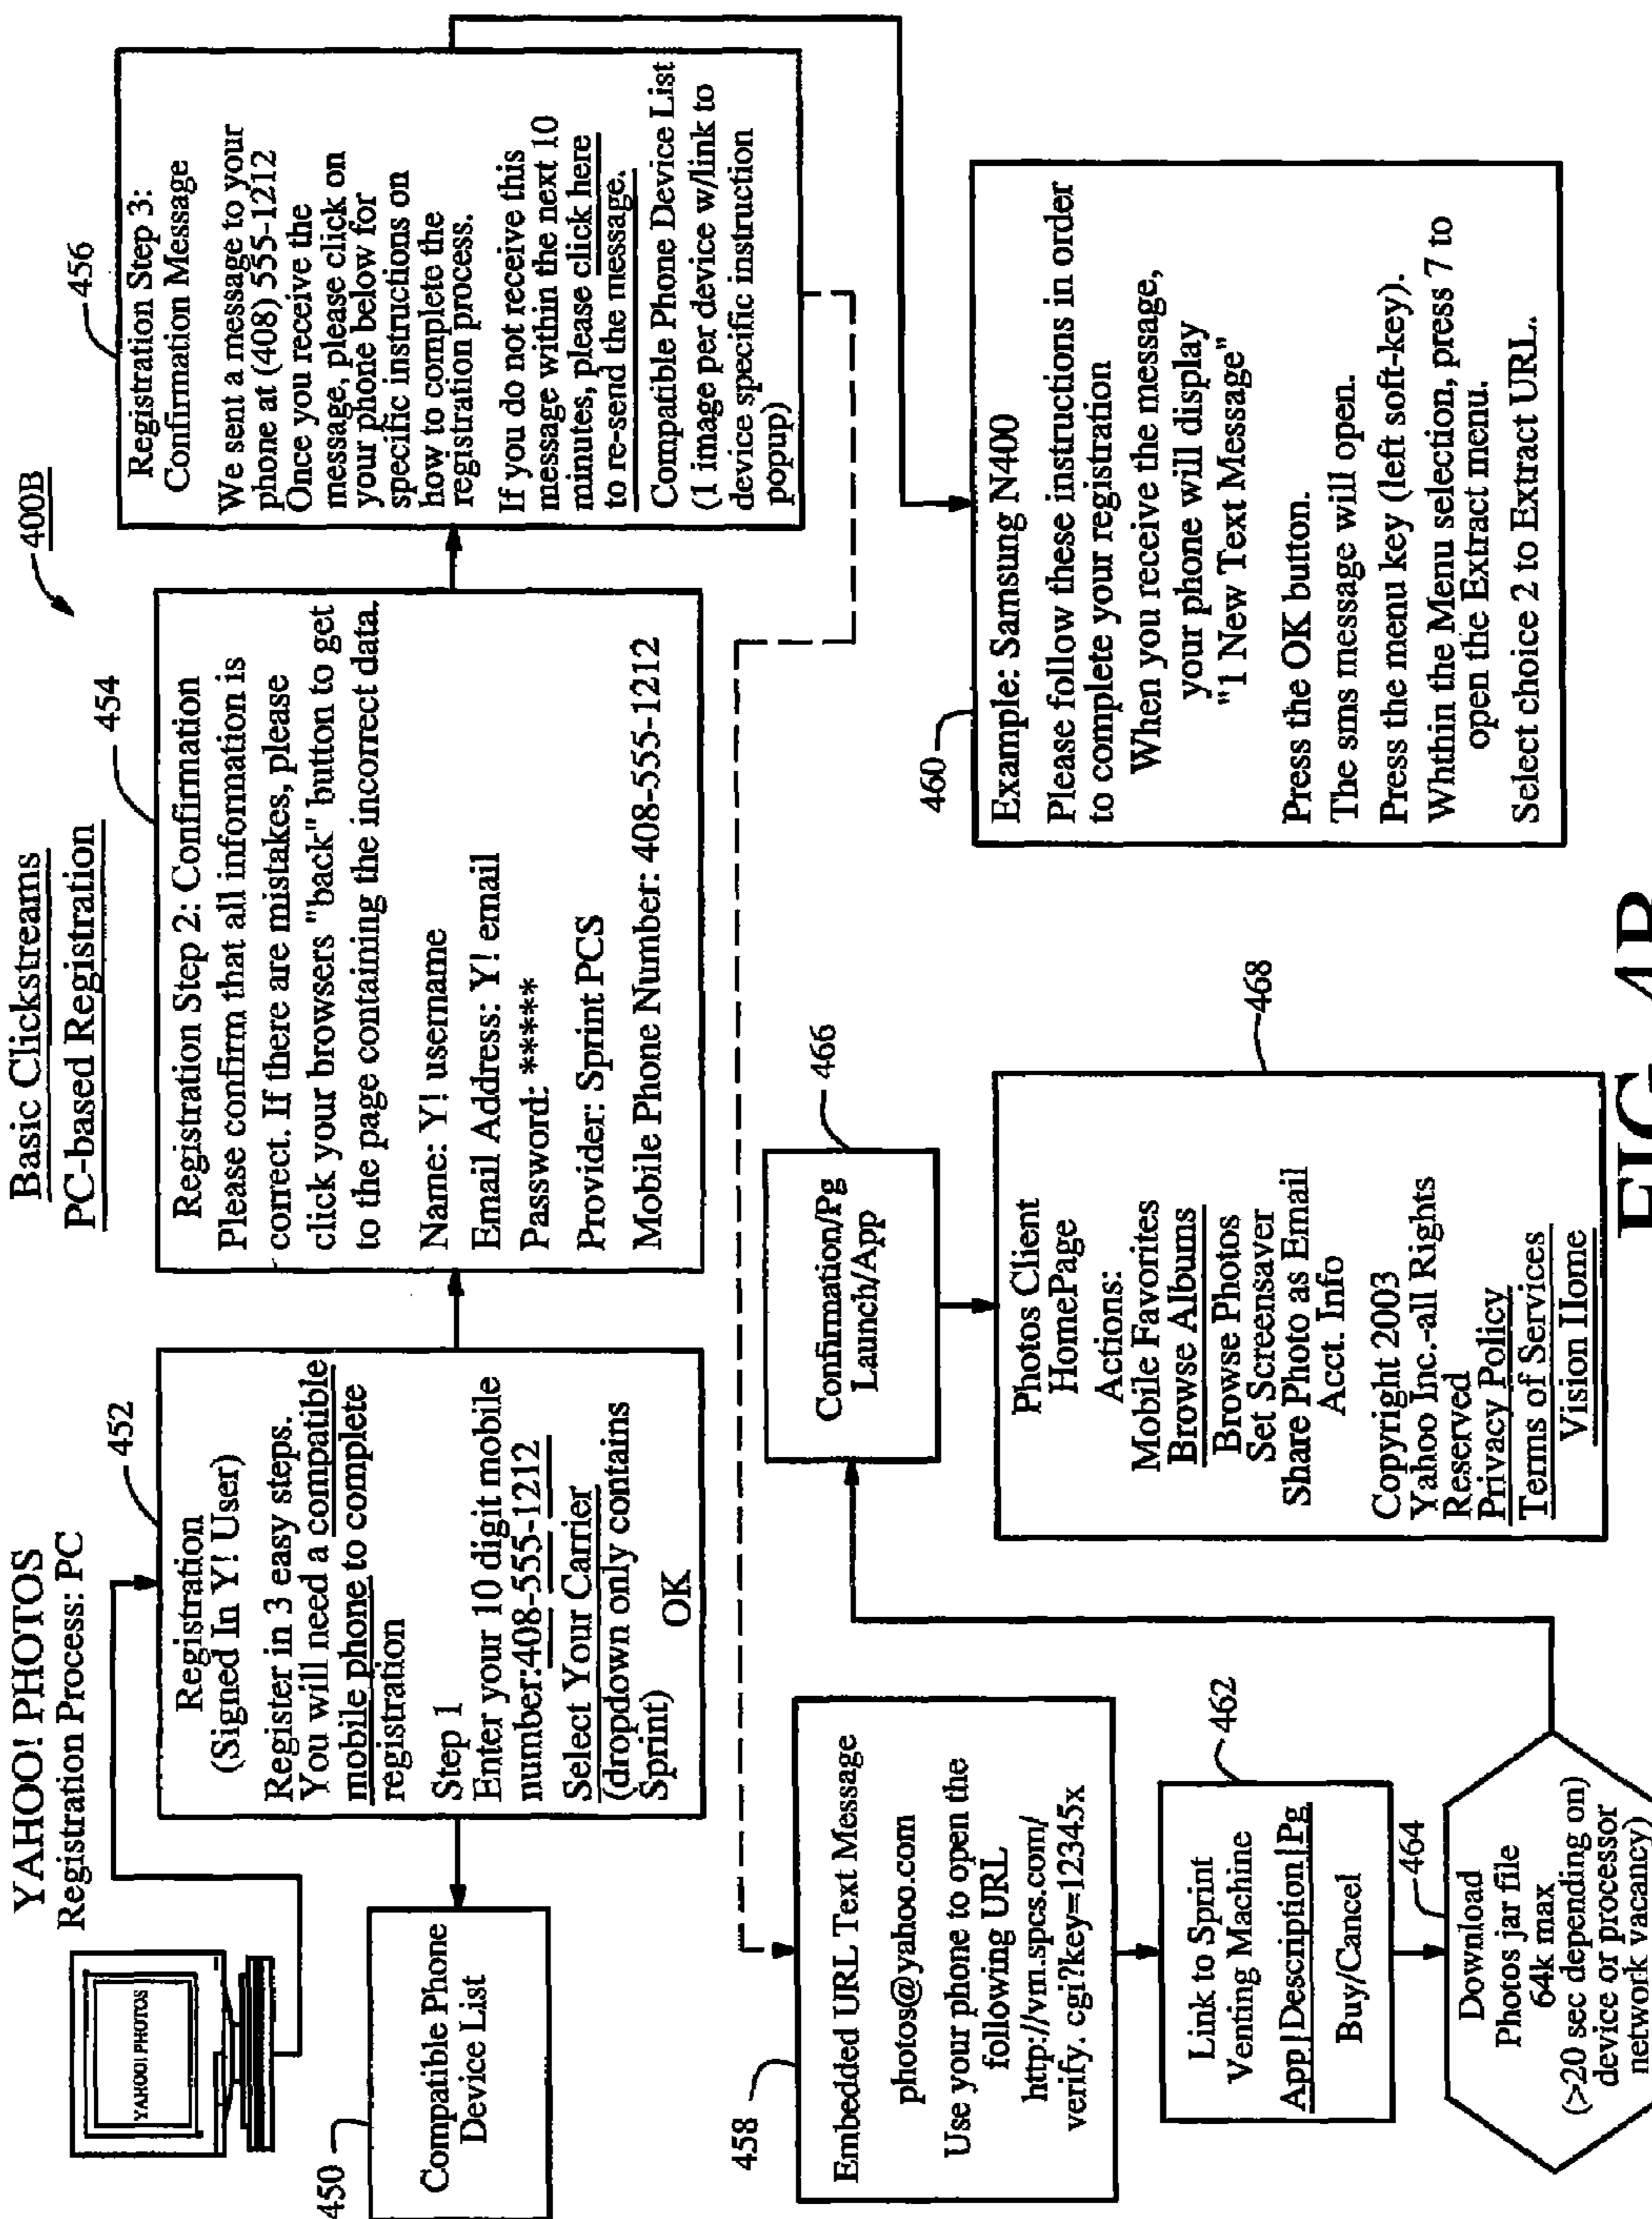 Basic Clickstreams
PC-based Registration
400B
YAHOO! PHOTOS
Registration Process: PC
YAHOO! PHOTOS
450
Compatible Phone
Device List
452
Registration
(Signed In Y! User)
Register in 3 easy steps.
You will need a compatible
mobile phone to complete
registration
Step 1
Enter your 10 digit mobile
number:408-555-1212
Select Your Carrier
(dropdown only contains
Sprint)
OK
454
Registration Step 2: Confirmation
Please confirm that all information is
correct. If there are mistakes, please
click your browsers "back" button to get
to the page containing the incorrect data.
Name: Y! username
Email Address: Y! email
Password: *****
Provider: Sprint PCS
Mobile Phone Number: 408-555-1212
456
Registration Step 3:
Confirmation Message
We sent a message to your
phone at (408) 555-1212
Once you receive the
message, please click on
your phone below for
specific instructions on
how to complete the
registration process.
If you do not receive this
message within the next 10
minutes, please click here
to re-send the message.
Compatible Phone Device List
(1 image per device w/link to
device specific instruction
popup)
458
Embedded URL Text Message
photos@yahoo.com
Use your phone to open the
following URL
http://vm.spcs.com/
verify. cgi?key=12345x
462
Link to Sprint
Venting Machine
App|Description|Pg
Buy/Cancel
464
Download
Photos jar file
64k max
(>20 sec depending on)
device or processor
network vacancy)
466
Confirmation/Pg
Launch/App
468
Photos Client
HomePage
Actions:
Mobile Favorites
Browse Albums
Browse Photos
Set Screensaver
Share Photo as Email
Acct. Info
Copyright 2003
Yahoo Inc.-all Rights
Reserved
Privacy Policy
Terms of Services
Vision Home
460
Example: Samsung N400
Please follow these instructions in order
to complete your registration
When you receive the message,
your phone will display
"1 New Text Message"
Press the OK button.
The sms message will open.
Press the menu key (left soft-key).
Whthin the Menu selection, press 7 to
open the Extract menu.
Select choice 2 to Extract URL.
FIG. 4B